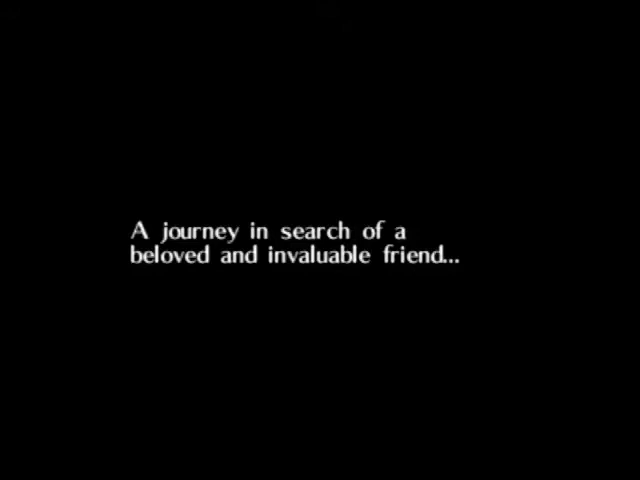 A journey in search of a
beloved and invaluable friend...